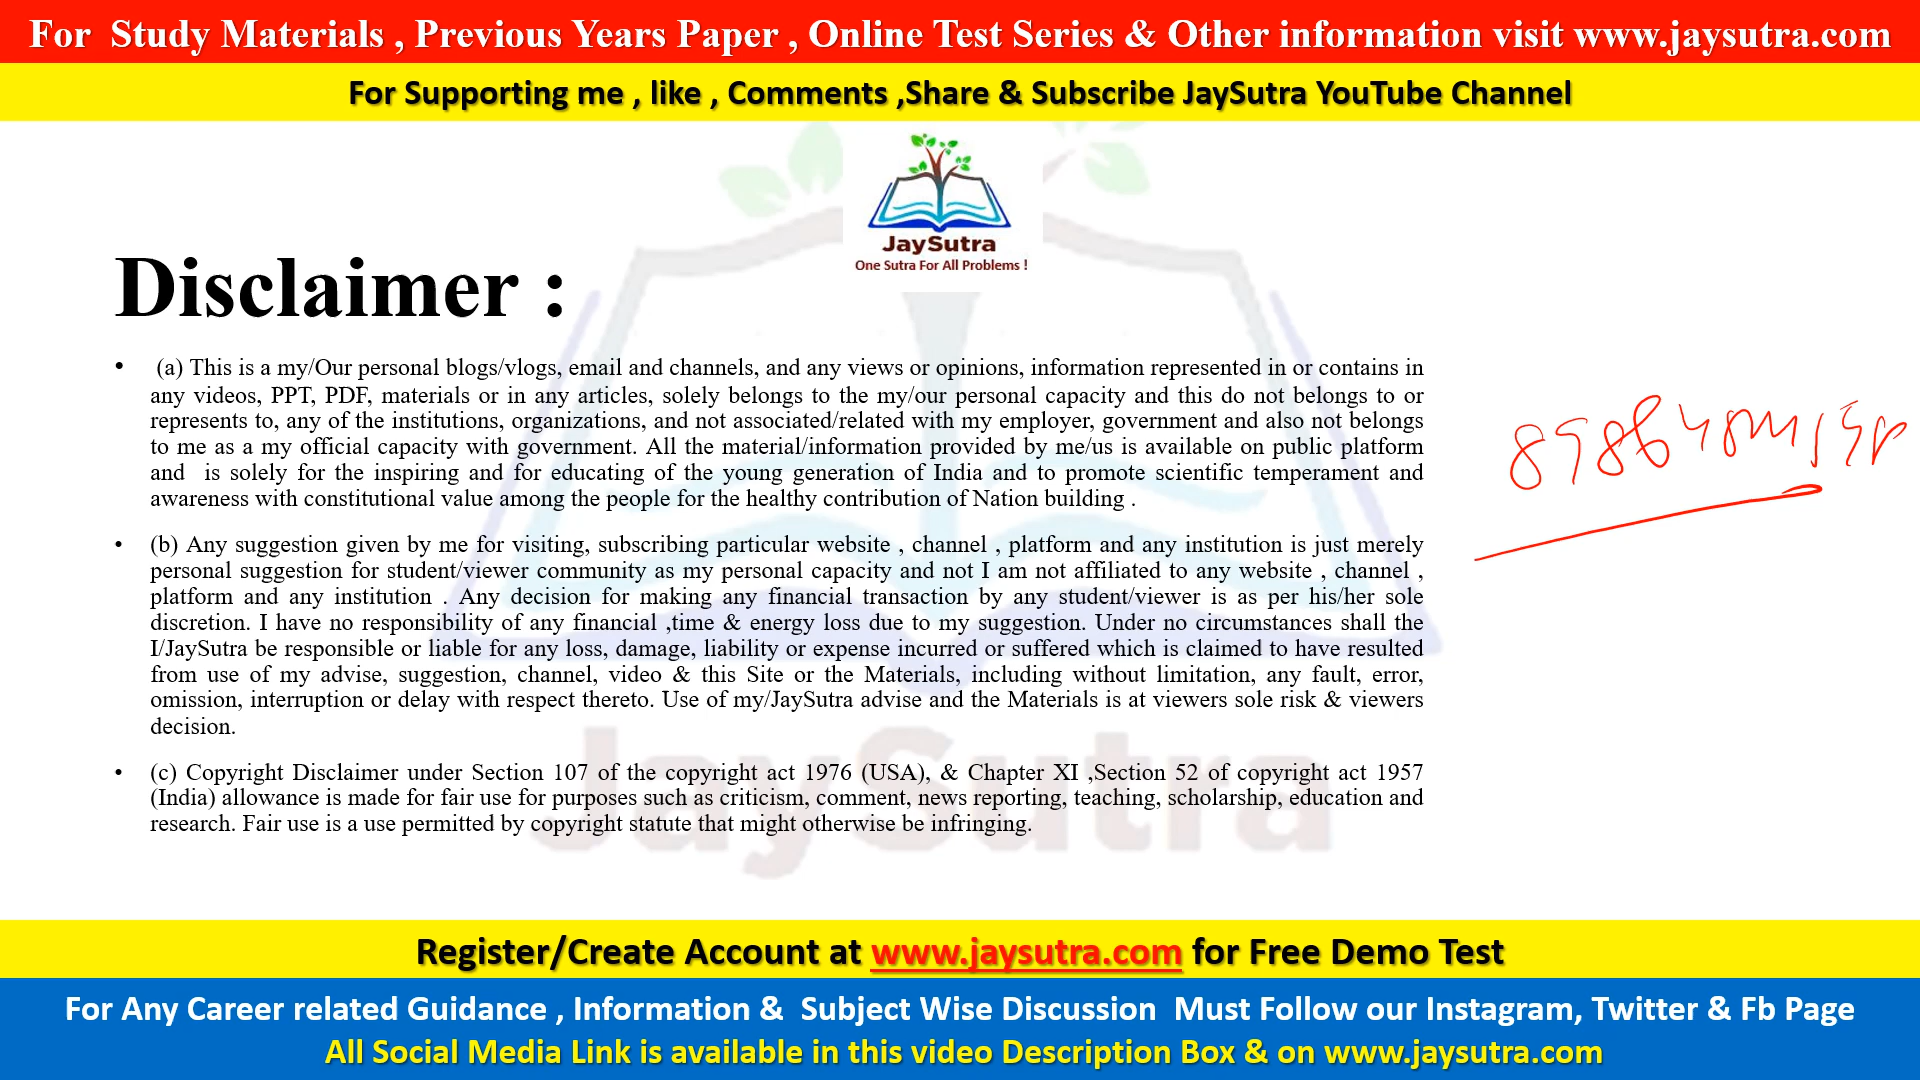 For Study Materials , Previous Years Paper , Online Test Series & Other information visit www.jaysutra.com
For Supporting me , like , Comments ,Share & Subscribe JaySutra YouTube Channel
JaySutra
One Sutra For All Problems !
Disclaimer :
• (a) This is a my/Our personal blogs/vlogs, email and channels, and any views or opinions, information represented in or contains in
any videos, PPT, PDF, materials or in any articles, solely belongs to the my/our personal capacity and this do not belongs to or
represents to, any of the institutions, organizations, and not associated/related with my employer, government and also not belongs
to me as a my official capacity with government. All the material/information provided by me/us is available on public platform
and is solely for the inspiring and for educating of the young generation of India and to promote scientific temperament and
awareness with constitutional value among the people for the healthy contribution of Nation building .
• (b) Any suggestion given by me for visiting, subscribing particular website , channel , platform and any institution is just merely
personal suggestion for student/viewer community as my personal capacity and not I am not affiliated to any website , channel ,
platform and any institution . Any decision for making any financial transaction by any student/viewer is as per his/her sole
discretion. I have no responsibility of any financial ,time & energy loss due to my suggestion. Under no circumstances shall the
I/JaySutra be responsible or liable for any loss, damage, liability or expense incurred or suffered which is claimed to have resulted
from use of my advise, suggestion, channel, video & this Site or the Materials, including without limitation, any fault, error,
omission, interruption or delay with respect thereto. Use of my/JaySutra advise and the Materials is at viewers sole risk & viewers
decision.
• (c) Copyright Disclaimer under Section 107 of the copyright act 1976 (USA), & Chapter XI ,Section 52 of copyright act 1957
(India) allowance is made for fair use for purposes such as criticism, comment, news reporting, teaching, scholarship, education and
research. Fair use is a use permitted by copyright statute that might otherwise be infringing.
JaySutra
Register/Create Account at www.jaysutra.com for Free Demo Test
For Any Career related Guidance , Information & Subject Wise Discussion Must Follow our Instagram, Twitter & Fb Page
All Social Media Link is available in this video Description Box & on www.jaysutra.com